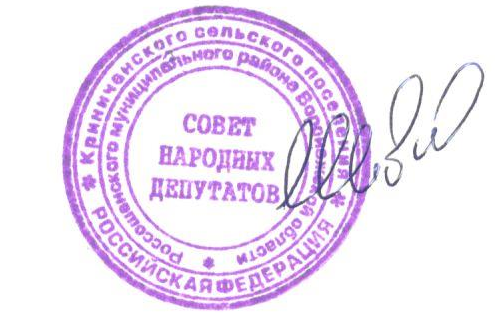 * Криничанского сельского поселения *
РОССИЙСКАЯ ФЕДЕРАЦИЯ
Россошанского муниципального района Воронежской области *
СОВЕТ
НАРОДНЫХ
ДЕПУТАТОВ